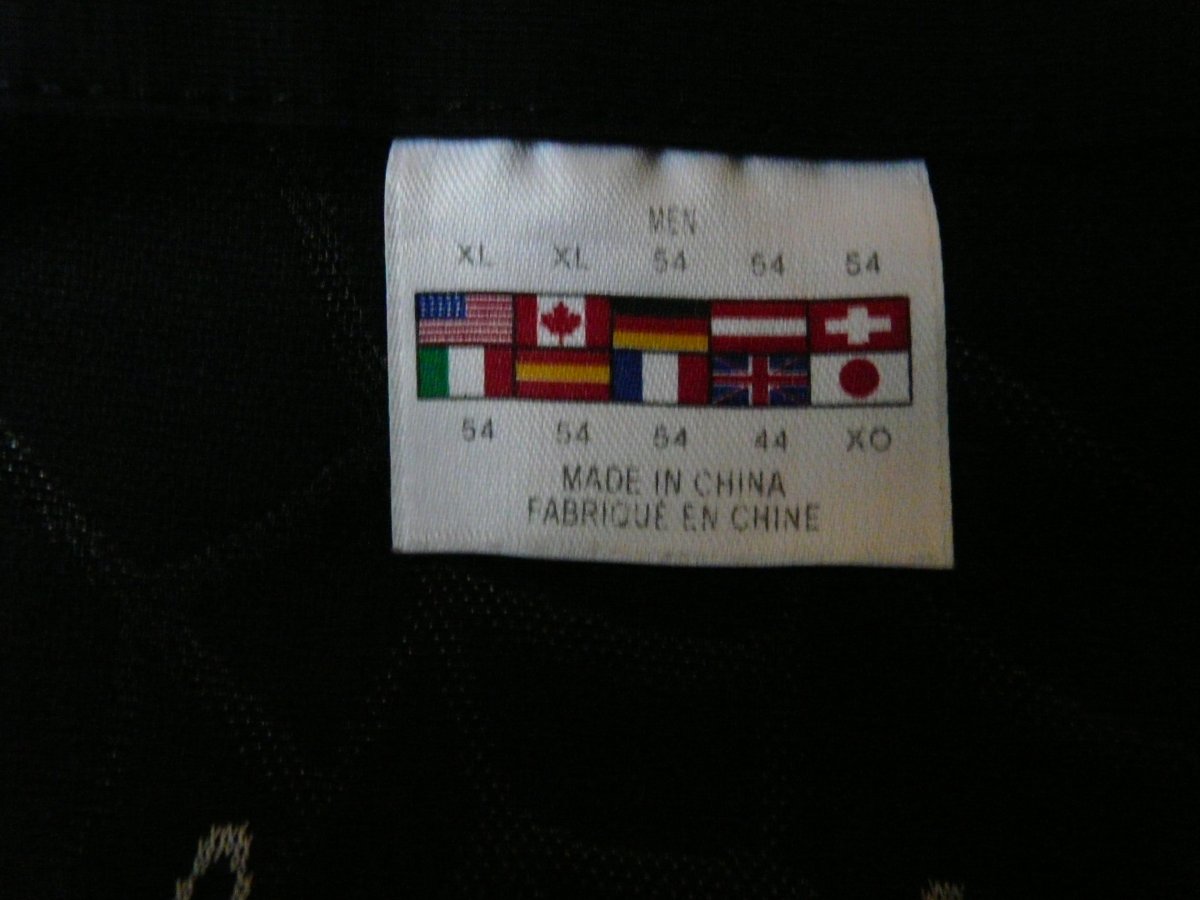 MEN
XL XL 54 54 54
54 54 54 44 XO
MADE IN CHINA
FABRIQUÉ EN CHINE